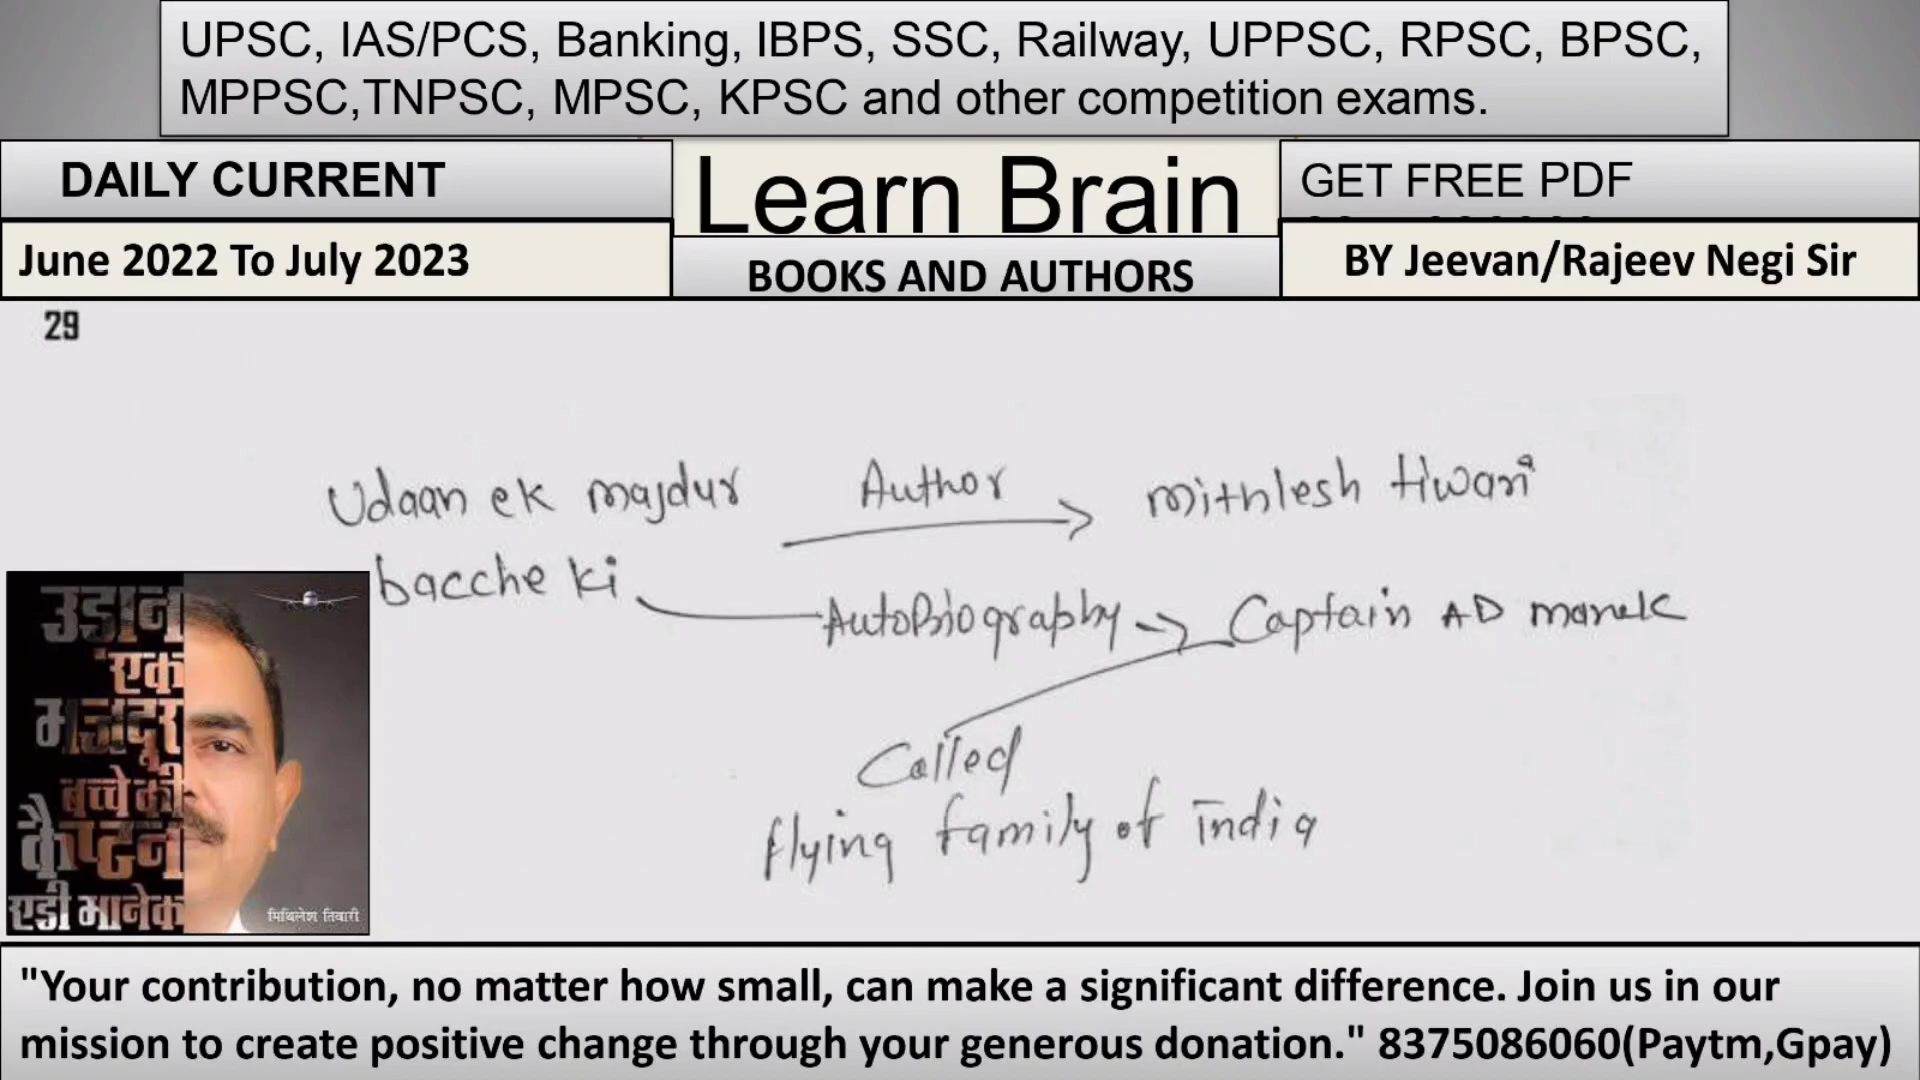 UPSC, IAS/PCS, Banking, IBPS, SSC, Railway, UPPSC, RPSC, BPSC,
MPPSC,TNPSC, MPSC, KPSC and other competition exams.
DAILY CURRENT
Learn Brain
GET FREE PDF
June 2022 To July 2023
BOOKS AND AUTHORS
BY Jeevan/Rajeev Negi Sir
29
Udaan ek majdur
bacche ki
Author
Mithlesh tiwari
AutoBiography
Captain AD manek
Called
flying family of india
उड़ान
एक
मज़दूर
बच्चे की
कैप्टन
एडी मानेक
मिथिलेश तिवारी
"Your contribution, no matter how small, can make a significant difference. Join us in our
mission to create positive change through your generous donation." 8375086060(Paytm,Gpay)